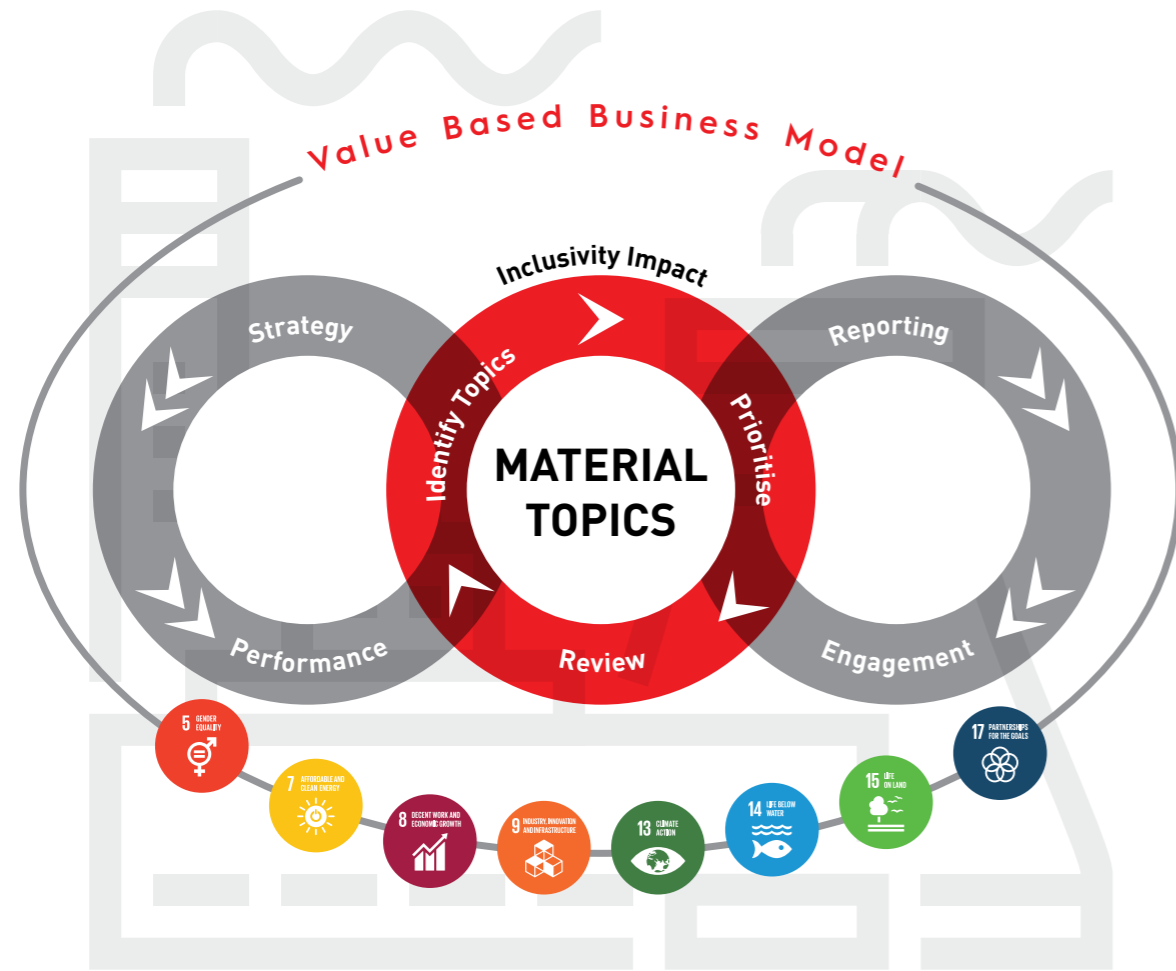 Value Based Business Model
Inclusivity Impact
Strategy
Identify Topics
Prioritise
Reporting
MATERIAL
TOPICS
Performance
Review
Engagement
5 GENDER
EQUALITY
7 AFFORDABLE AND
CLEAN ENERGY
8 DECENT WORK AND
ECONOMIC GROWTH
9 INDUSTRY, INNOVATION
AND INFRASTRUCTURE
13 CLIMATE
ACTION
14 LIFE BELOW
WATER
15 LIFE
ON LAND
17 PARTNERSHIPS
FOR THE GOALS